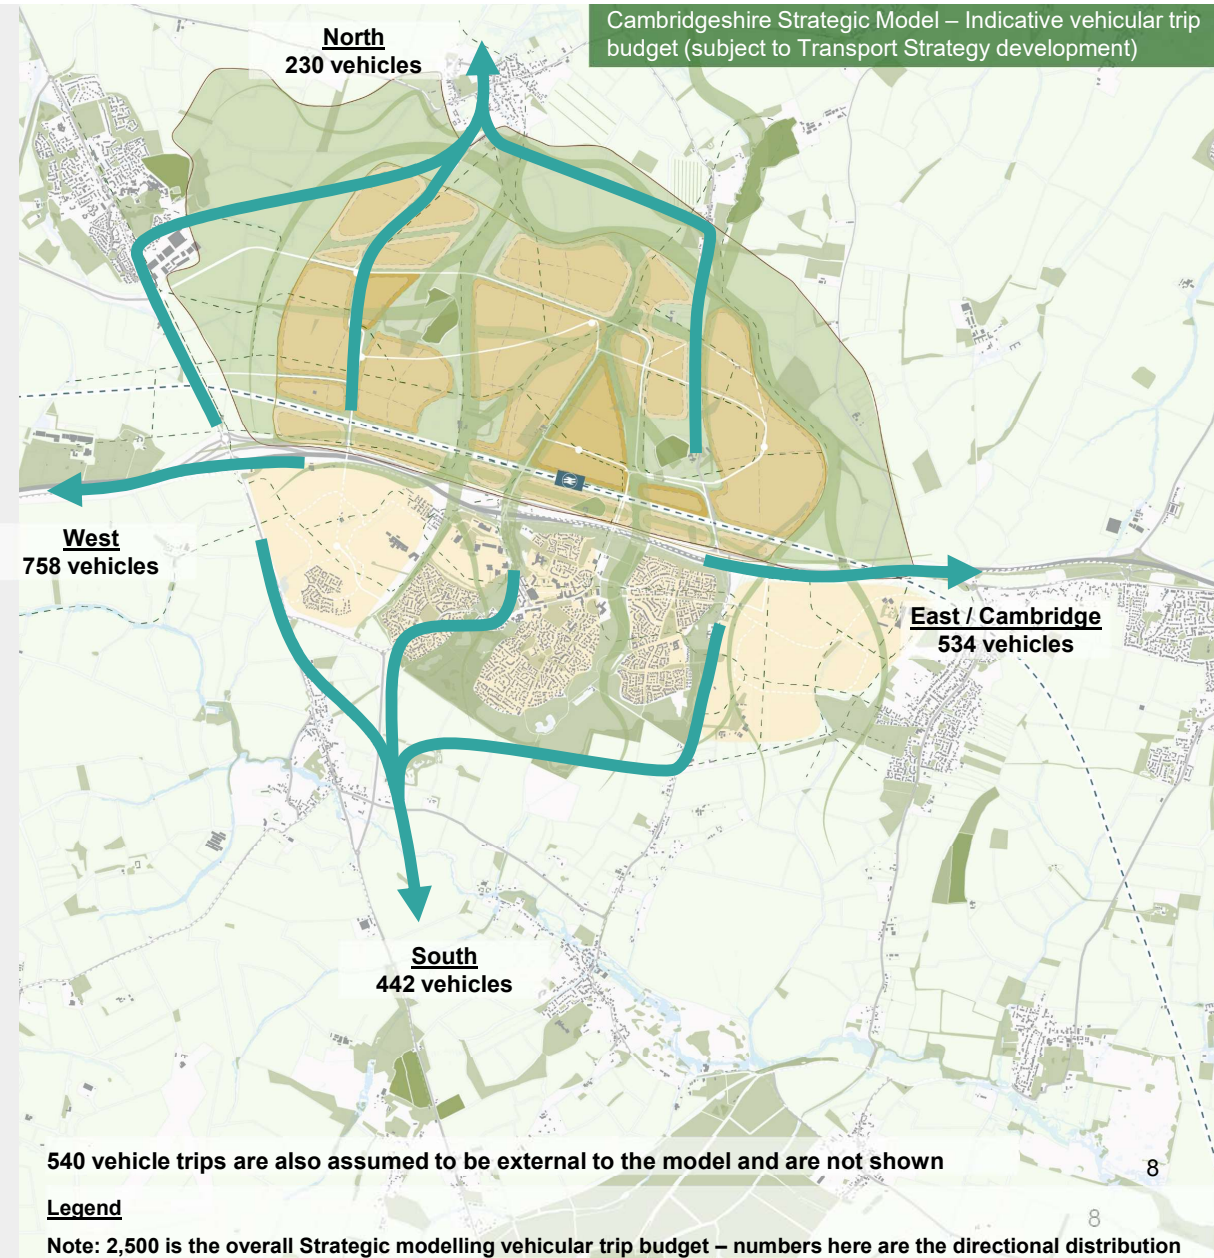 Cambridgeshire Strategic Model – Indicative vehicular trip
budget (subject to Transport Strategy development)
North
230 vehicles
West
758 vehicles
East / Cambridge
534 vehicles
South
442 vehicles
540 vehicle trips are also assumed to be external to the model and are not shown
8
Legend
8
Note: 2,500 is the overall Strategic modelling vehicular trip budget – numbers here are the directional distribution